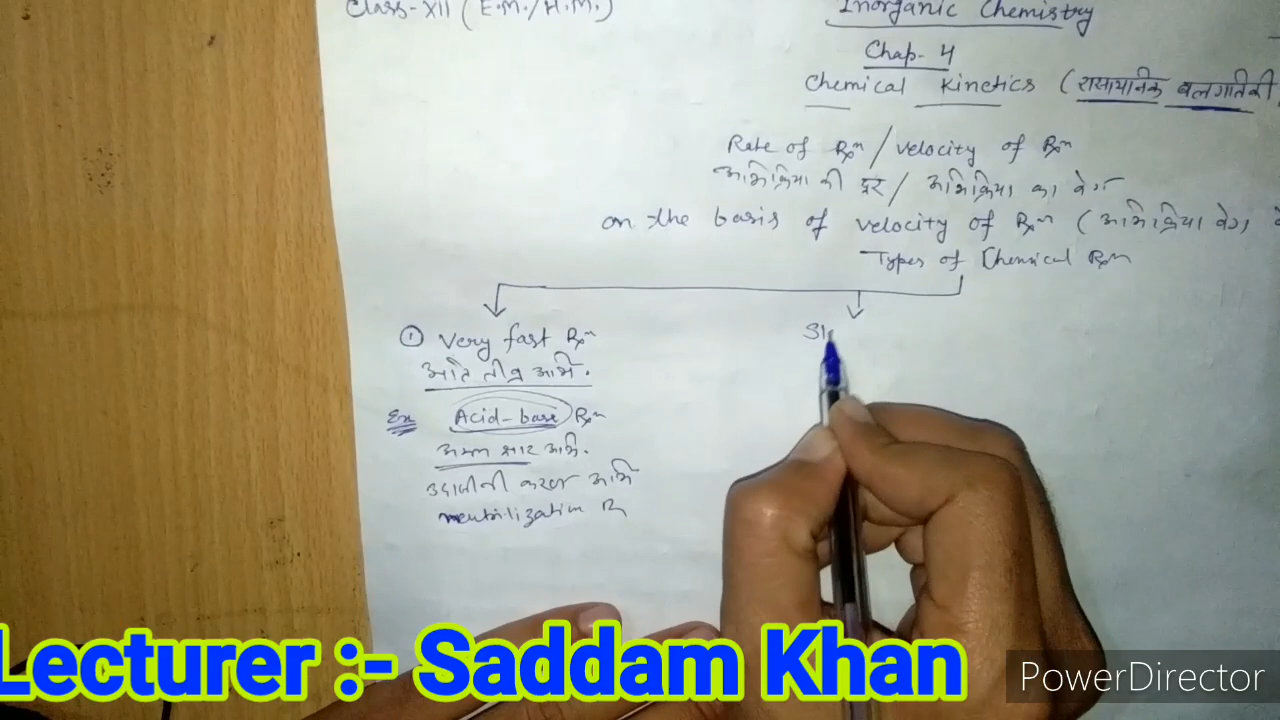 Class-XII ( E.M./H.M.)
Inorganic Chemistry
Chap- 4
Chemical Kinetics (रासायनिक बलगतिकी
Rate of Rxn / velocity of Rxn
अभिक्रिया की दर / अभिक्रिया का वेग
on the basis of velocity of Rxn (अभिक्रिया वेग
Types of Chemical Rxn
① Very fast Rxn
अति तीव्र अभि.
Sl
Ex Acid-base Rxn
अम्ल क्षार अभि.
उदासीनीकरण अभि
neutrilization R
Lecturer :- Saddam Khan
PowerDirector